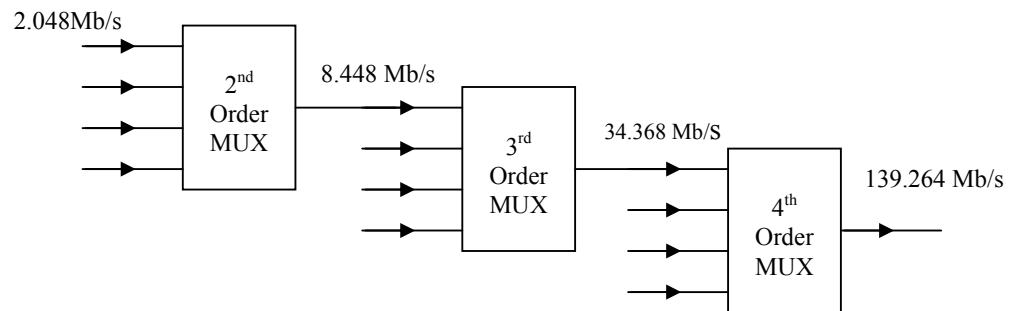 2.048Mb/s
2nd
Order
MUX
8.448 Mb/s
3rd
Order
MUX
34.368 Mb/s
4th
Order
MUX
139.264 Mb/s